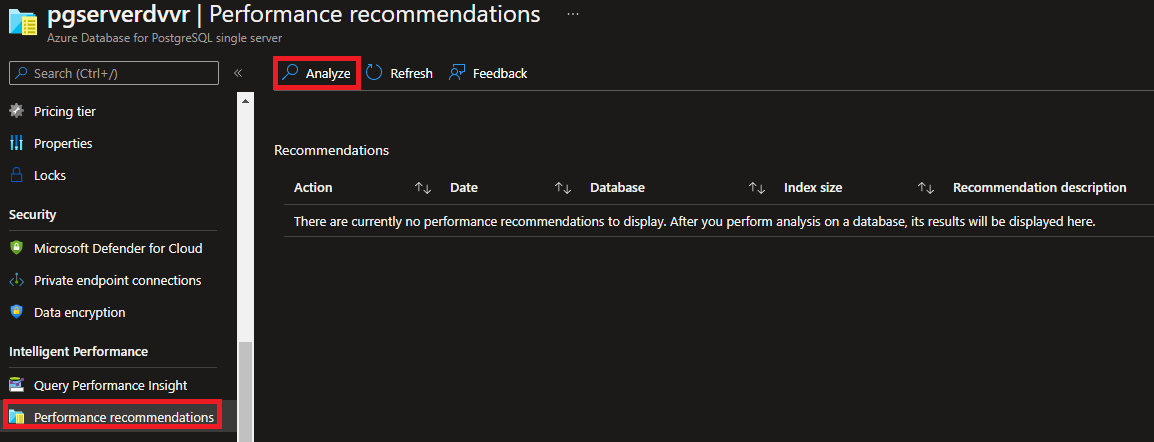 pgserverdvvr | Performance recommendations ...
Azure Database for PostgreSQL single server
Search (Ctrl+/) «
Analyze Refresh Feedback
Pricing tier
Properties
Locks
Security
Microsoft Defender for Cloud
Private endpoint connections
Data encryption
Intelligent Performance
Query Performance Insight
Performance recommendations
Recommendations
Action ↑↓ Date ↑↓ Database ↑↓ Index size ↑↓ Recommendation description
There are currently no performance recommendations to display. After you perform analysis on a database, its results will be displayed here.